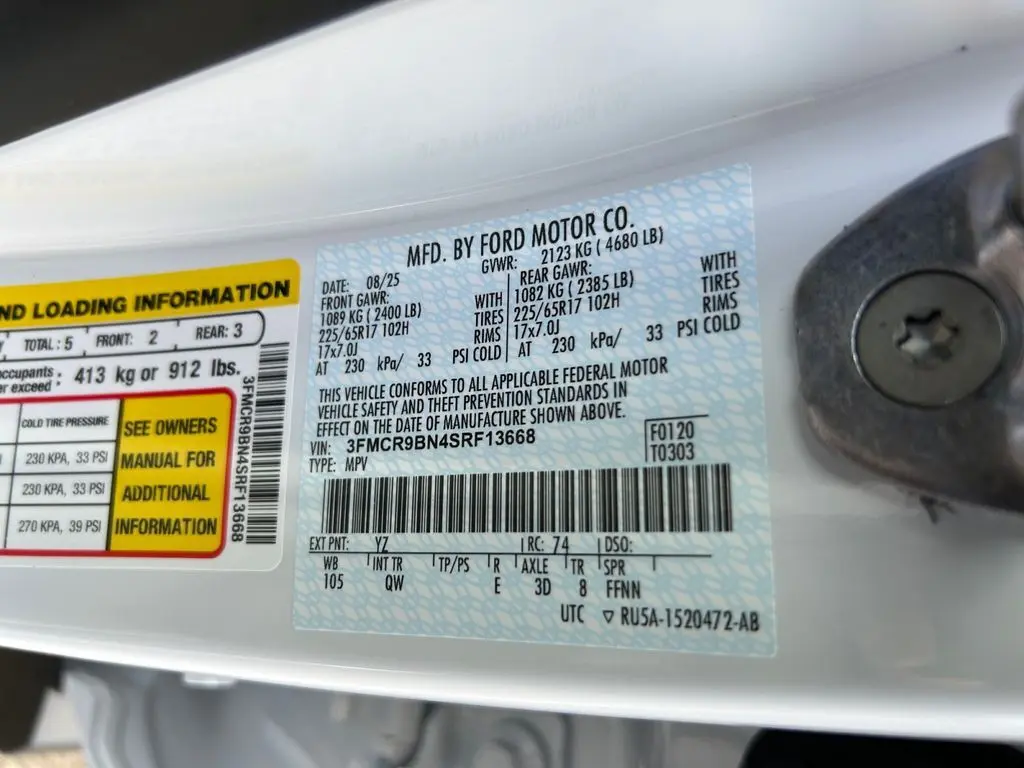 ND LOADING INFORMATION
TOTAL: 5 FRONT: 2 REAR: 3
413 kg or 912 lbs.
COLD TIRE PRESSURE
230 KPA, 33 PSI
230 KPA, 33 PSI
270 KPA, 39 PSI
SEE OWNERS
MANUAL FOR
ADDITIONAL
INFORMATION
3FMCR9BN4SRF13668
MFD. BY FORD MOTOR CO.
DATE: 08/25 GVWR: 2123 KG ( 4680 LB)
FRONT GAWR: REAR GAWR:
1089 KG ( 2400 LB) WITH 1082 KG ( 2385 LB) WITH
225/65R17 102H TIRES 225/65R17 102H TIRES
17x7.0J RIMS 17x7.0J RIMS
AT 230 kPa/ 33 PSI COLD AT 230 kPa/ 33 PSI COLD
THIS VEHICLE CONFORMS TO ALL APPLICABLE FEDERAL MOTOR
VEHICLE SAFETY AND THEFT PREVENTION STANDARDS IN
EFFECT ON THE DATE OF MANUFACTURE SHOWN ABOVE.
VIN: 3FMCR9BN4SRF13668 F0120
TYPE: MPV T0303
EXT PNT: YZ RC: 74 DSO:
WB INT TR TP/PS R AXLE TR SPR
105 QW E 3D 8 FFNN
UTC ▽ RU5A-1520472-AB